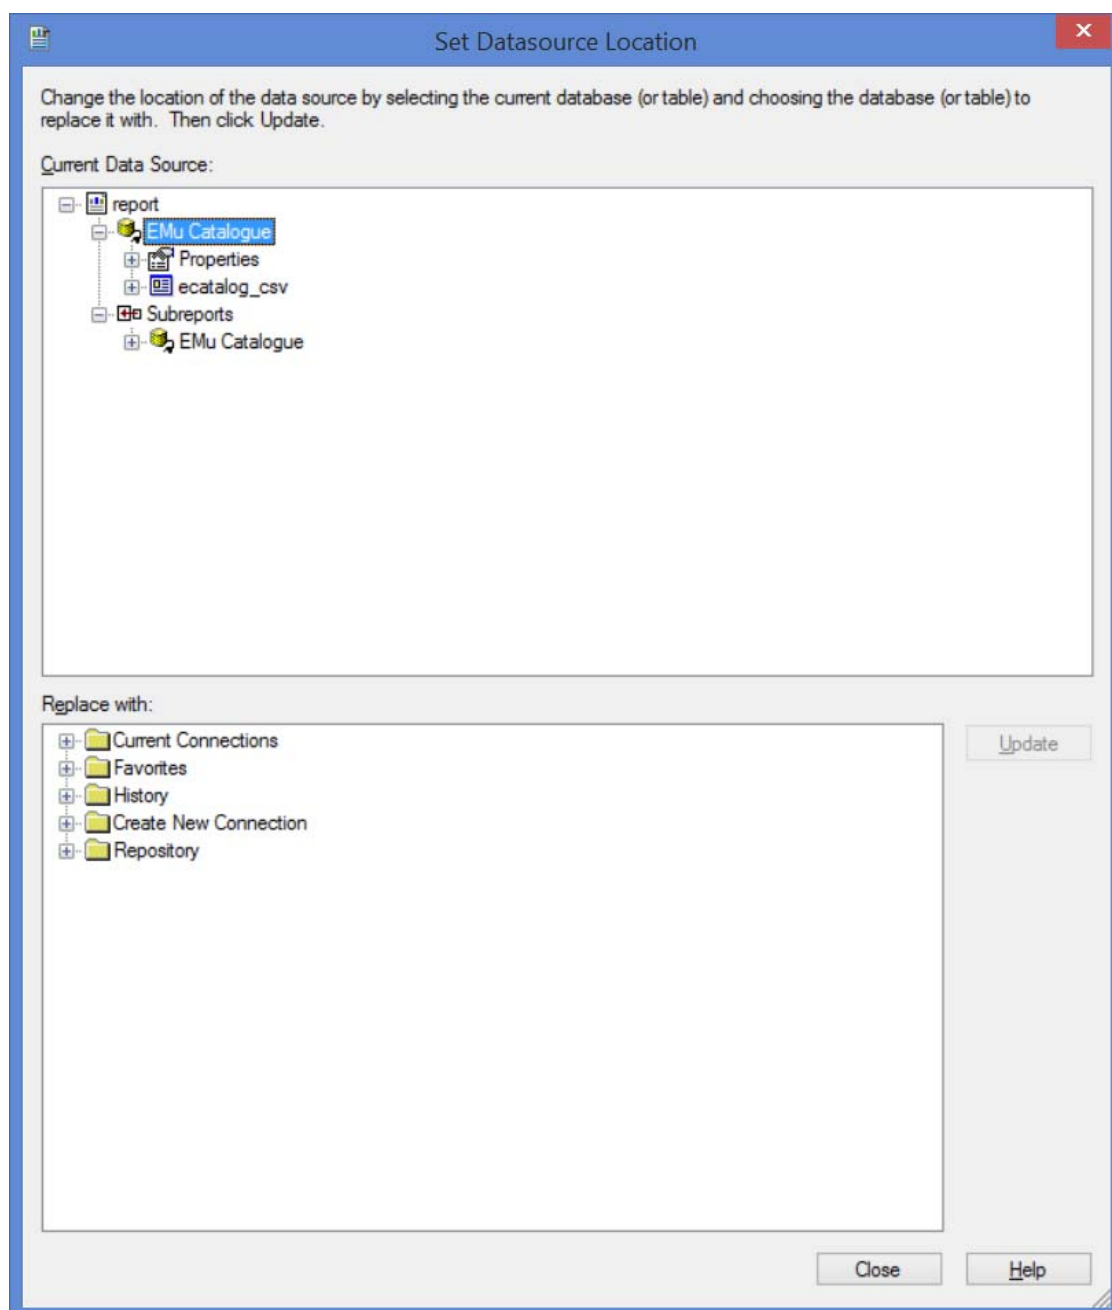 Set Datasource Location
Change the location of the data source by selecting the current database (or table) and choosing the database (or table) to
replace it with. Then click Update.
Current Data Source:
report
EMu Catalogue
Properties
ecatalog_csv
Subreports
EMu Catalogue
Replace with:
Current Connections
Update
Favorites
History
Create New Connection
Repository
Close
Help